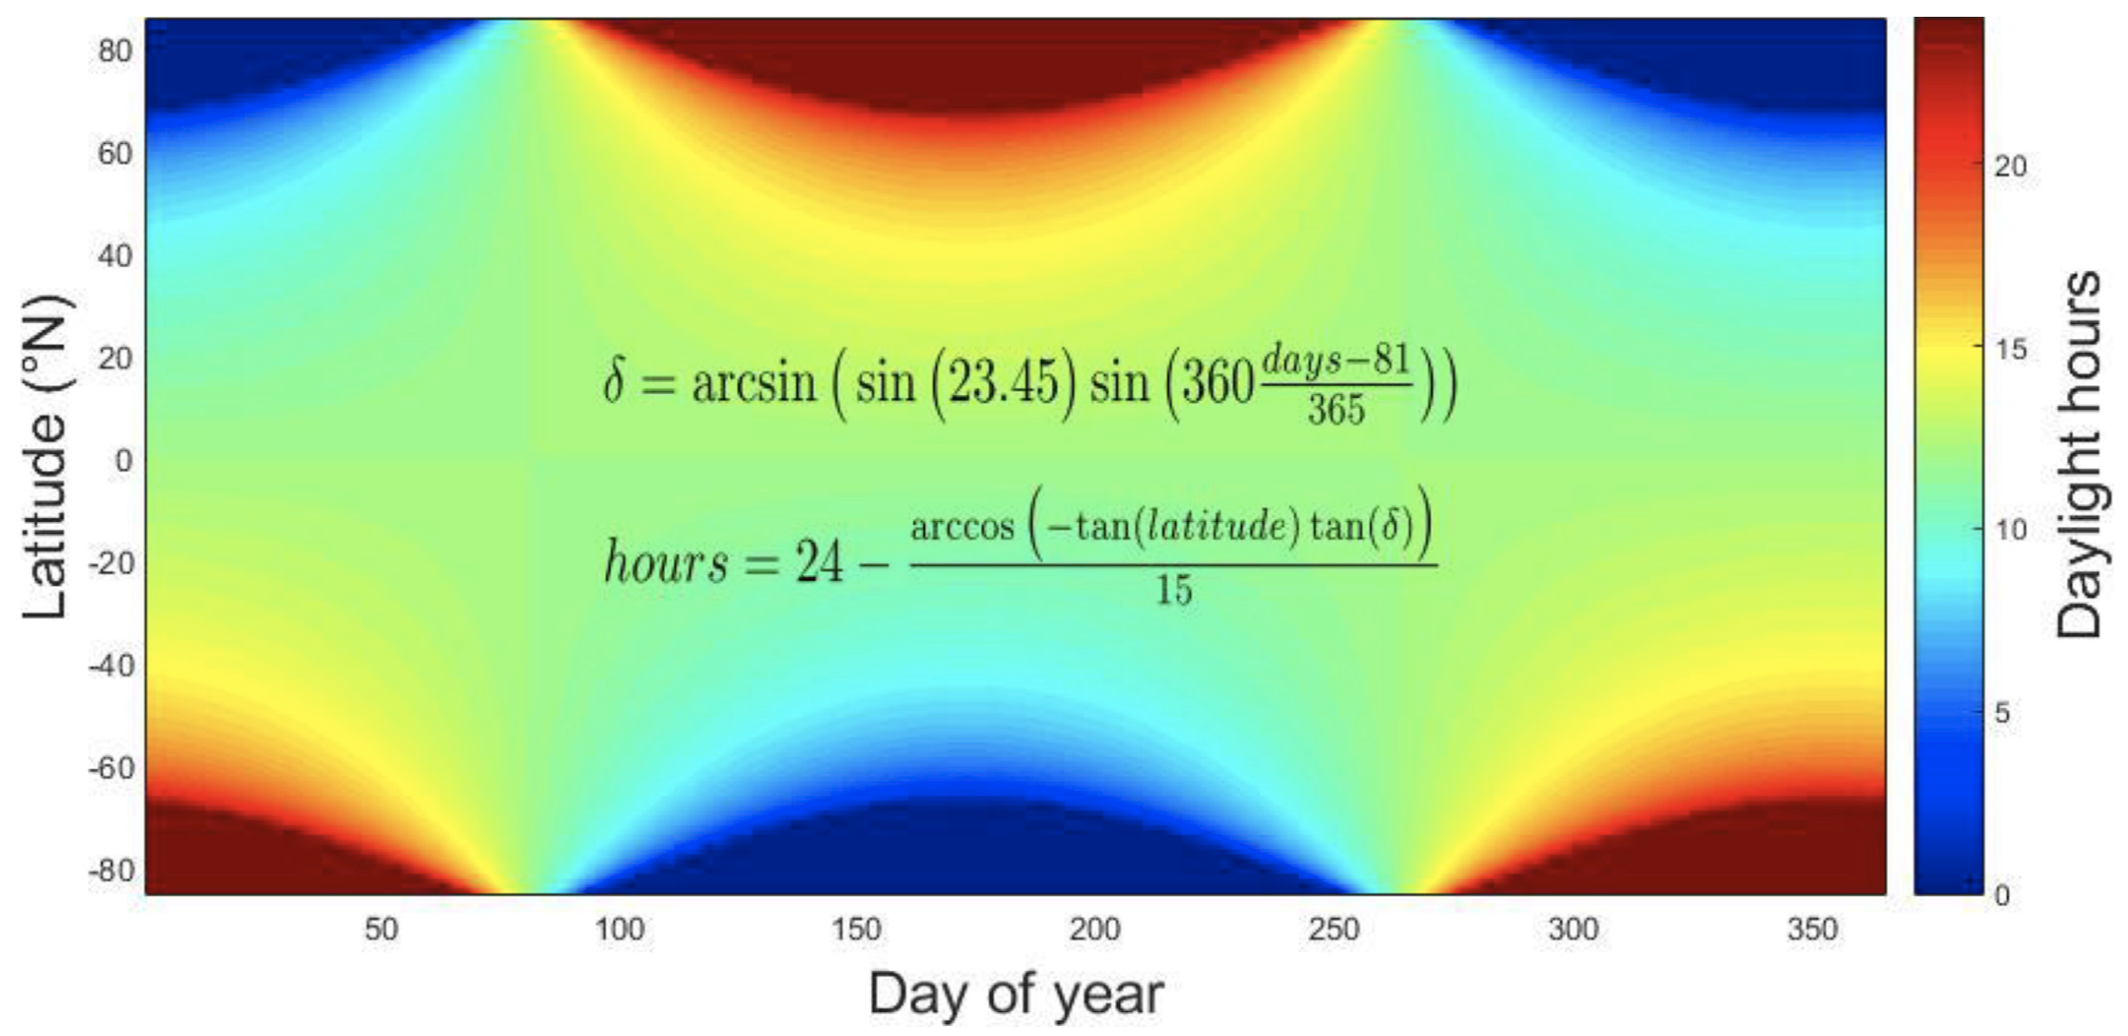 80
60
40
20
0
-20
-40
-60
-80
Latitude (°N)
δ = arcsin ( sin (23.45) sin (360 days−81/365 ))
hours = 24 − arccos (−tan(latitude) tan(δ))/15
50 100 150 200 250 300 350
Day of year
20
15
10
5
0
Daylight hours